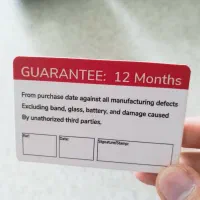 GUARANTEE: 12 Months
From purchase date against all manufacturing defects
Excluding band, glass, battery, and damage caused
By unauthorized third parties.
Ref: Date: Signature/Stamp: